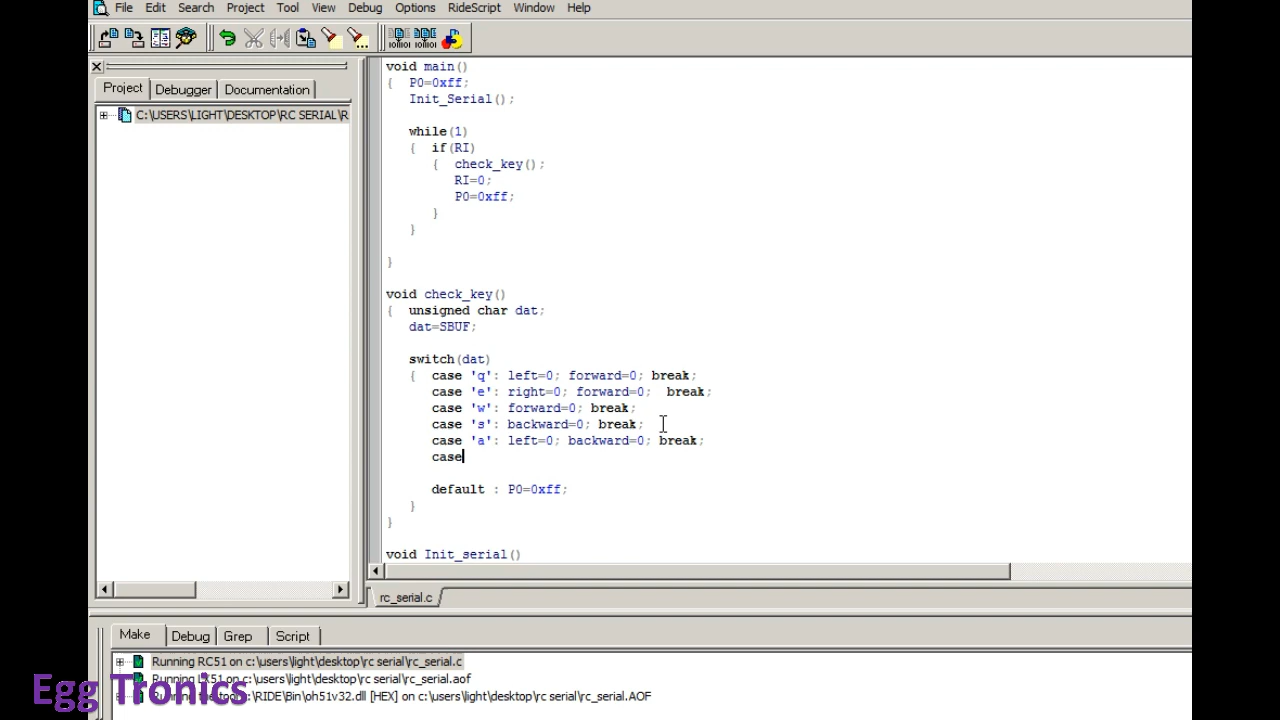 File Edit Search Project Tool View Debug Options RideScript Window Help
Project Debugger Documentation
C:\USERS\LIGHT\DESKTOP\RC SERIAL\R
void main()
{ P0=0xff;
Init_Serial();
while(1)
{ if(RI)
{ check_key();
RI=0;
P0=0xff;
}
}
}
void check_key()
{ unsigned char dat;
dat=SBUF;
switch(dat)
{ case 'q': left=0; forward=0; break;
case 'e': right=0; forward=0; break;
case 'w': forward=0; break;
case 's': backward=0; break;
case 'a': left=0; backward=0; break;
case
default : P0=0xff;
}
}
void Init_serial()
rc_serial.c
Make Debug Grep Script
Running RC51 on c:\users\light\desktop\rc serial\rc_serial.c
Running LX51 on c:\users\light\desktop\rc serial\rc_serial.aof
\RIDE\Bin\oh51v32.dll [HEX] on c:\users\light\desktop\rc serial\rc_serial.AOF
Egg Tronics